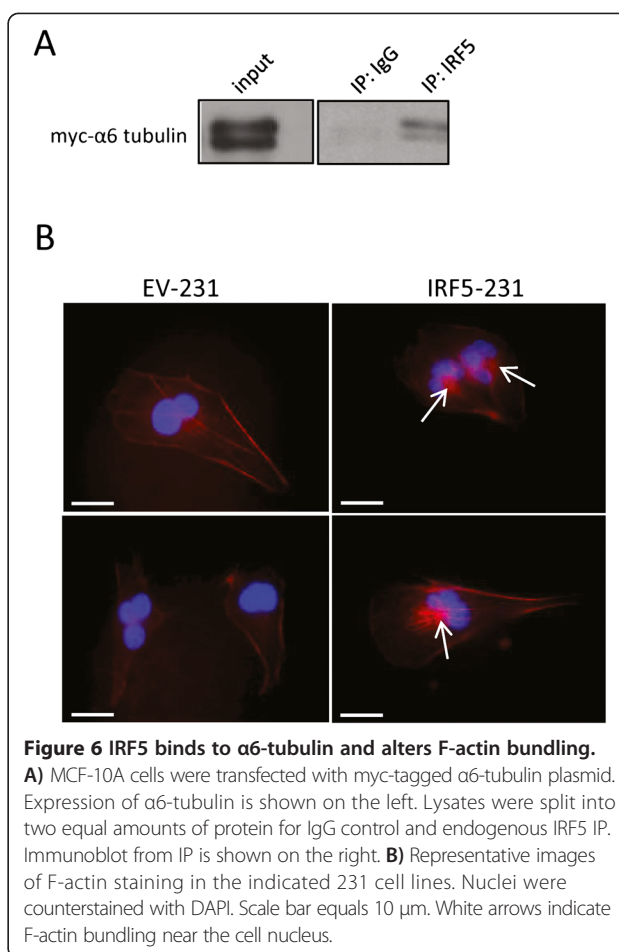 A
input
IP: IgG
IP: IRF5
myc-α6 tubulin
B
EV-231
IRF5-231
Figure 6 IRF5 binds to α6-tubulin and alters F-actin bundling.
A) MCF-10A cells were transfected with myc-tagged α6-tubulin plasmid.
Expression of α6-tubulin is shown on the left. Lysates were split into
two equal amounts of protein for IgG control and endogenous IRF5 IP.
Immunoblot from IP is shown on the right. B) Representative images
of F-actin staining in the indicated 231 cell lines. Nuclei were
counterstained with DAPI. Scale bar equals 10 μm. White arrows indicate
F-actin bundling near the cell nucleus.